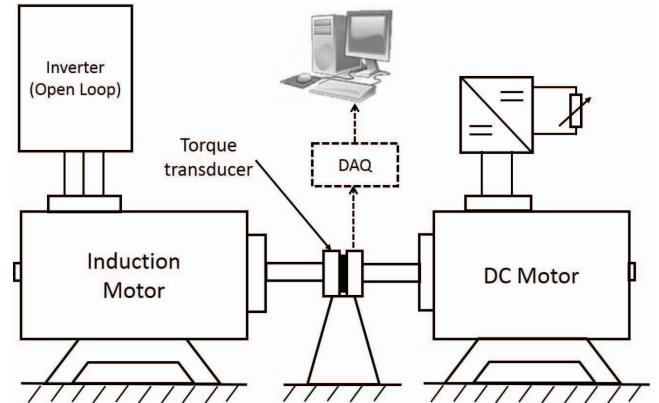 Inverter
(Open Loop)
Torque
transducer
DAQ
Induction
Motor
DC Motor